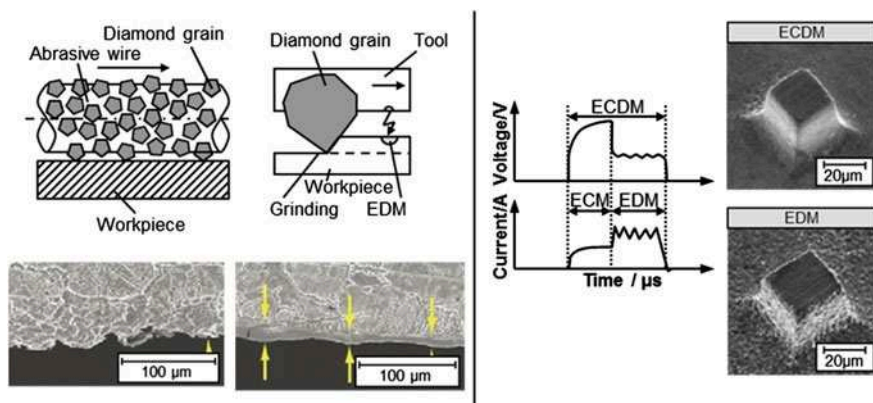 Diamond grain
Abrasive wire
Workpiece
Diamond grain
Tool
Workpiece
Grinding
EDM
100 µm
100 µm
ECDM
Voltage/V
ECM
EDM
Current/A
Time / µs
ECDM
20µm
EDM
20µm